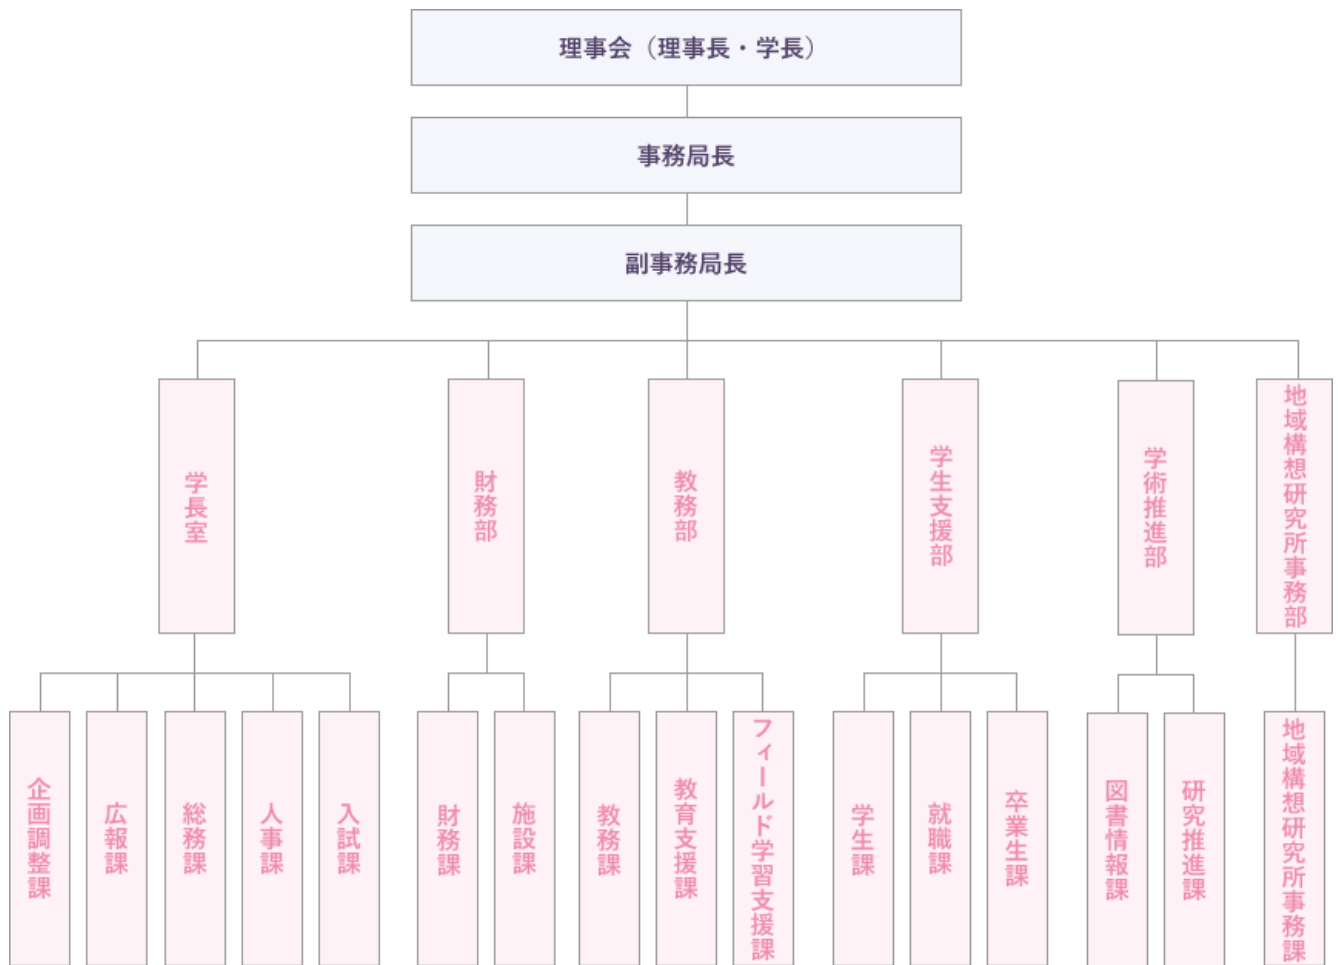 理事会（理事長・学長）
事務局長
副事務局長
学長室
財務部
教務部
学生支援部
学術推進部
地域構想研究所事務部
企画調整課
広報課
総務課
人事課
入試課
財務課
施設課
教務課
教育支援課
フィールド学習支援課
学生課
就職課
卒業生課
図書情報課
研究推進課
地域構想研究所事務課